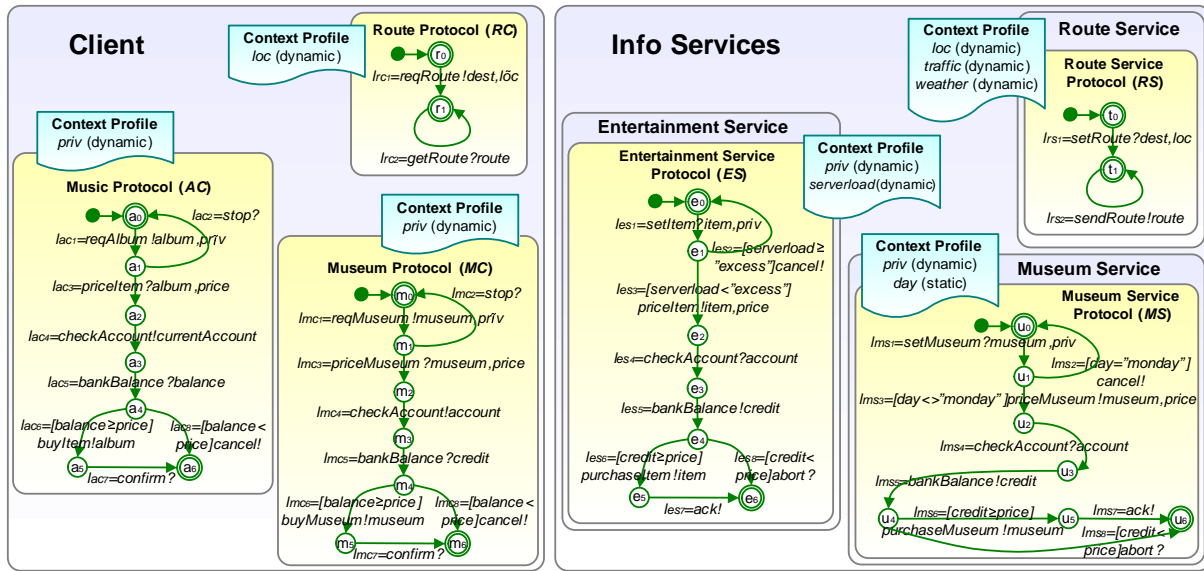 Client
Context Profile
loc (dynamic)
Route Protocol (RC)
r0
lRC1=reqRoute!dest,lõc
r1
lRC2=getRoute?route
Context Profile
priv (dynamic)
Music Protocol (AC)
a0
lAC2=stop?
lAC1=reqAlbum!album,prĩv
a1
lAC3=priceItem?album,price
a2
lAC4=checkAccount!currentAccount
a3
lAC5=bankBalance?balance
a4
lAC6=[balance≥price]
buyItem!album
lAC8=[balance<
price]cancel!
a5
a6
lAC7=confirm?
Context Profile
priv (dynamic)
Museum Protocol (MC)
m0
lMC2=stop?
lMC1=reqMuseum!museum,prĩv
m1
lMC3=priceMuseum?museum,price
m2
lMC4=checkAccount!account
m3
lMC5=bankBalance?credit
m4
lMC6=[balance≥price]
buyMuseum!museum
lMC8=[balance<
price]cancel!
m5
m6
lMC7=confirm?
Info Services
Entertainment Service
Context Profile
priv (dynamic)
serverload(dynamic)
Entertainment Service
Protocol (ES)
e0
lES1=setItem?item,priv
e1
lES2=[serverload≥
"excess"]cancel!
lES3=[serverload<"excess"]
priceItem!item,price
e2
lES4=checkAccount?account
e3
lES5=bankBalance!credit
e4
lES6=[credit≥price]
purchaseItem!item
lES8=[credit<
price]abort?
e5
e6
lES7=ack!
Context Profile
loc (dynamic)
traffic (dynamic)
weather (dynamic)
Route Service
Route Service
Protocol (RS)
t0
lRS1=setRoute?dest,loc
t1
lRS2=sendRoute!route
Context Profile
priv (dynamic)
day (static)
Museum Service
Museum Service
Protocol (MS)
u0
lMS1=setMuseum?museum,priv
u1
lMS2=[day="monday"]
cancel!
lMS3=[day<>"monday"]priceMuseum!museum,price
u2
lMS4=checkAccount?account
u3
lMS5=bankBalance!credit
u4
lMS6=[credit≥price]
purchaseMuseum!museum
u5
lMS7=ack!
u6
lMS8=[credit<
price]abort?